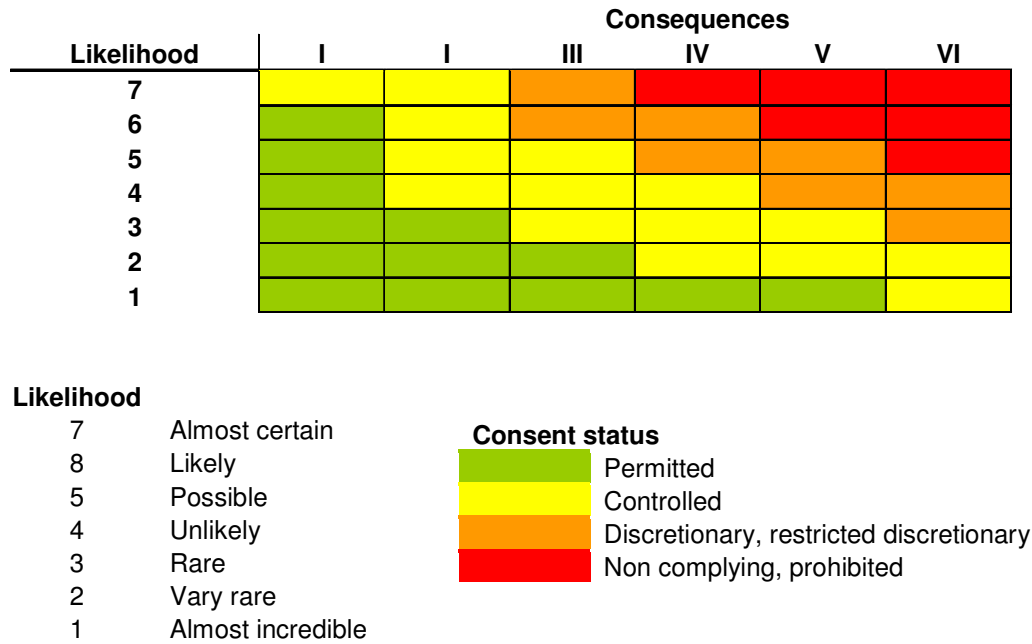 Consequences
Likelihood I I III IV V VI
7
6
5
4
3
2
1
Likelihood
7 Almost certain
8 Likely
5 Possible
4 Unlikely
3 Rare
2 Vary rare
1 Almost incredible
Consent status
Permitted
Controlled
Discretionary, restricted discretionary
Non complying, prohibited